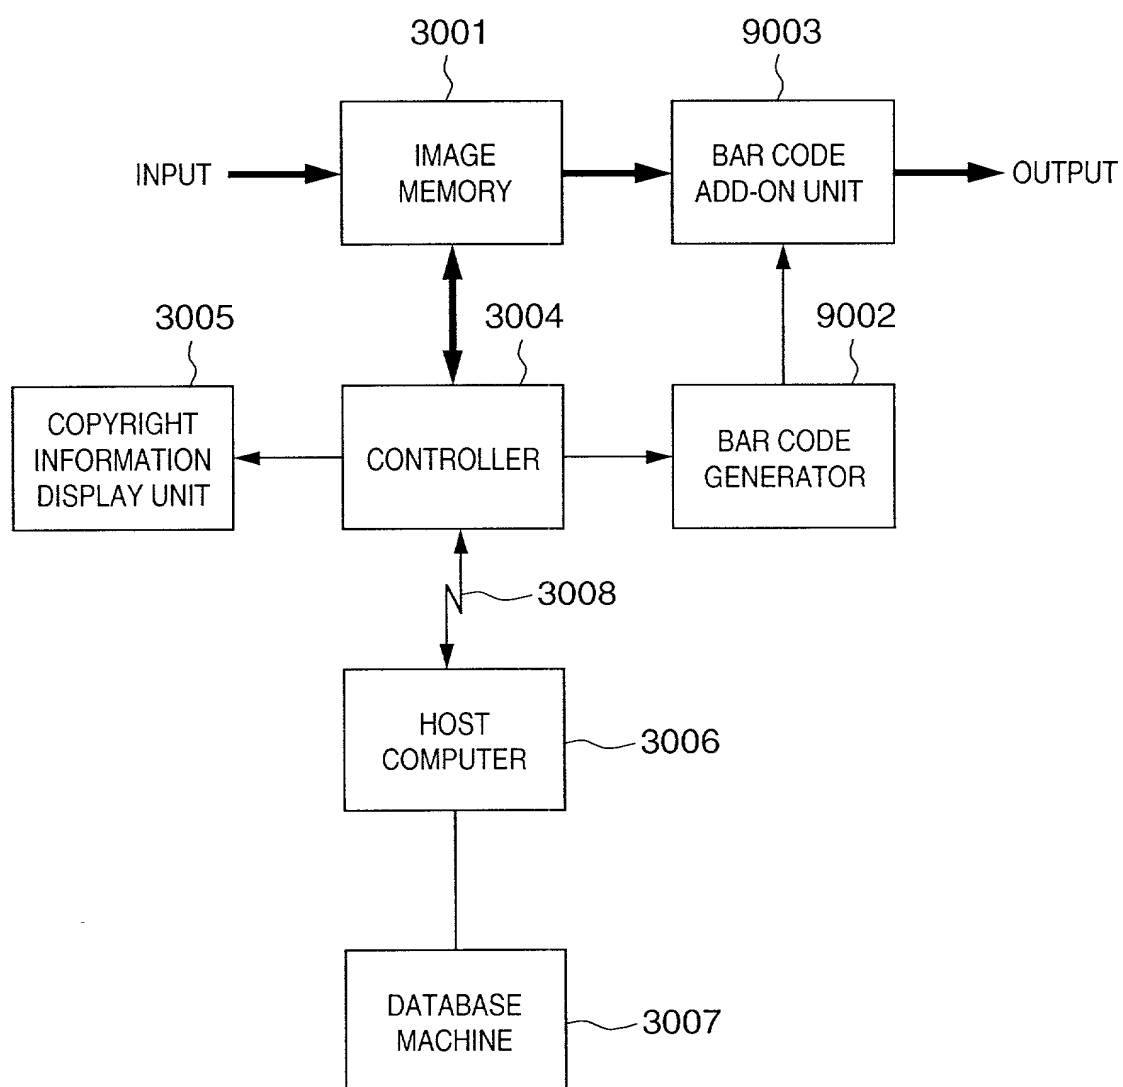 3001
9003
INPUT
IMAGE
MEMORY
BAR CODE
ADD-ON UNIT
OUTPUT
3005
3004
9002
COPYRIGHT
INFORMATION
DISPLAY UNIT
CONTROLLER
BAR CODE
GENERATOR
3008
HOST
COMPUTER
3006
DATABASE
MACHINE
3007